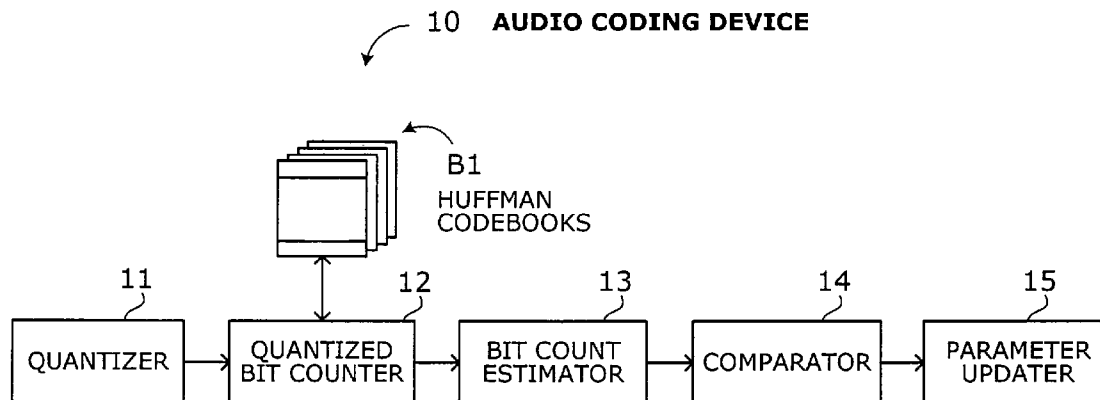 10 AUDIO CODING DEVICE
B1
HUFFMAN
CODEBOOKS
11
QUANTIZER
12
QUANTIZED
BIT COUNTER
13
BIT COUNT
ESTIMATOR
14
COMPARATOR
15
PARAMETER
UPDATER